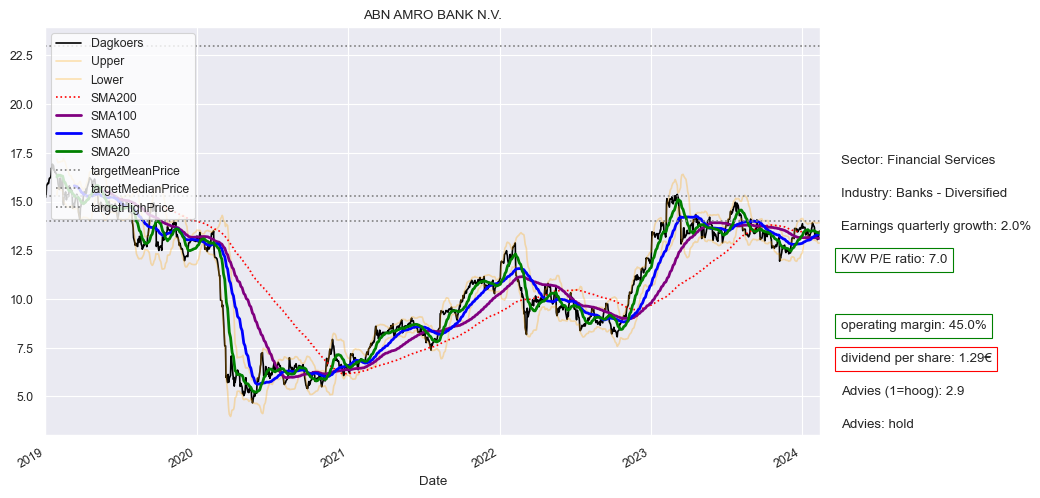 ABN AMRO BANK N.V.
Dagkoers
Upper
Lower
SMA200
SMA100
SMA50
SMA20
targetMeanPrice
targetMedianPrice
targetHighPrice
22.5
20.0
17.5
15.0
12.5
10.0
7.5
5.0
2019
2020
2021
2022
2023
2024
Date
Sector: Financial Services
Industry: Banks - Diversified
Earnings quarterly growth: 2.0%
K/W P/E ratio: 7.0
operating margin: 45.0%
dividend per share: 1.29€
Advies (1=hoog): 2.9
Advies: hold